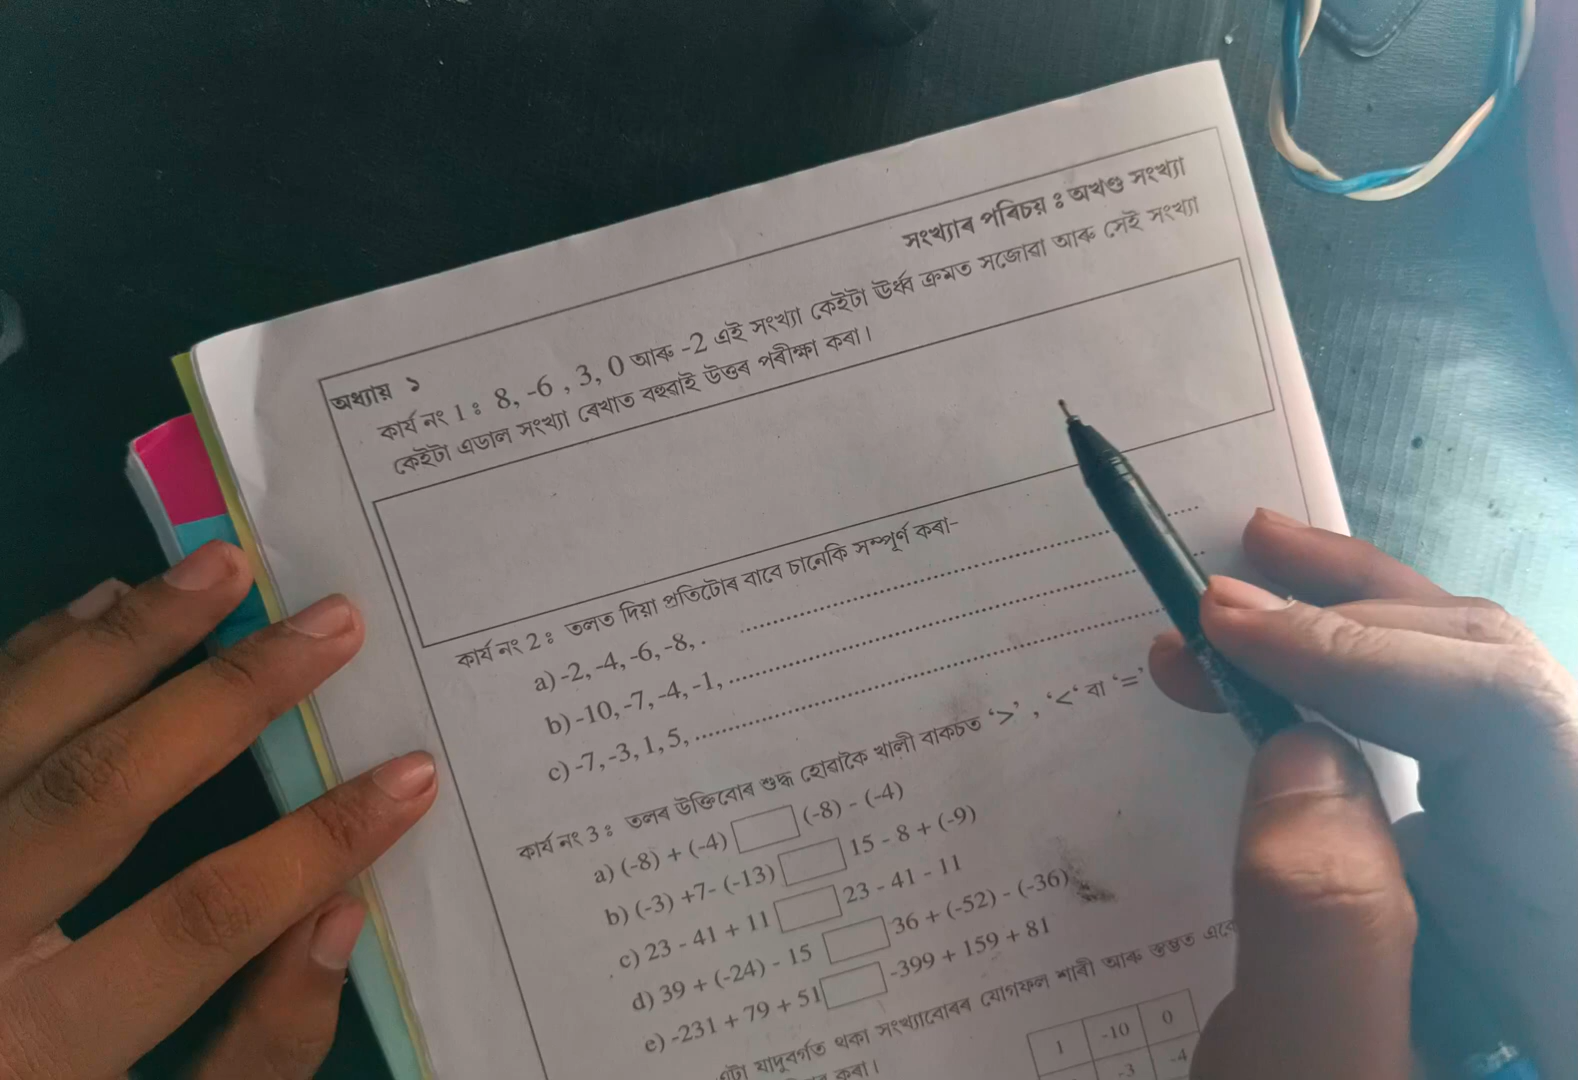 সংখ্যাৰ পৰিচয় ঃ অখণ্ড সংখ্যা
অধ্যায় ১
কাৰ্য নং 1 ঃ 8, -6 , 3, 0 আৰু -2 এই সংখ্যা কেইটা ঊৰ্ধ্ব ক্ৰমত সজোৱা আৰু সেই সংখ্যা
কেইটা এডাল সংখ্যা ৰেখাত বহুৱাই উত্তৰ পৰীক্ষা কৰা।
কাৰ্য নং 2 ঃ তলত দিয়া প্ৰতিটোৰ বাবে চানেকি সম্পূৰ্ণ কৰা-
a) -2, -4, -6, -8, . ........................
b) -10, -7, -4, -1, ........................
c) -7, -3, 1, 5, ........................
কাৰ্য নং 3 ঃ তলৰ উক্তিবোৰ শুদ্ধ হোৱাকৈ খালী বাকচত ‘>’ , ‘<‘ বা ‘=’
a) (-8) + (-4) (-8) - (-4)
b) (-3) +7- (-13) 15 - 8 + (-9)
c) 23 - 41 + 11 23 - 41 - 11
d) 39 + (-24) - 15 36 + (-52) - (-36)
e) -231 + 79 + 51 -399 + 159 + 81
যাদুবৰ্গত থকা সংখ্যাবোৰৰ যোগফল শাৰী আৰু স্তম্ভত
কৰা।
1 -10 0
-3 -4